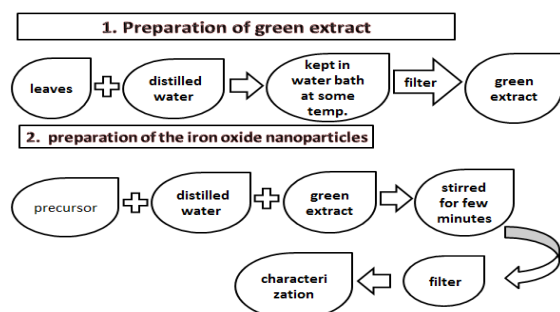 1. Preparation of green extract
leaves
distilled
water
kept in
water bath
at some
temp.
filter
green
extract
2. preparation of the iron oxide nanoparticles
precursor
distilled
water
green
extract
stirred
for few
minutes
filter
characteri
zation